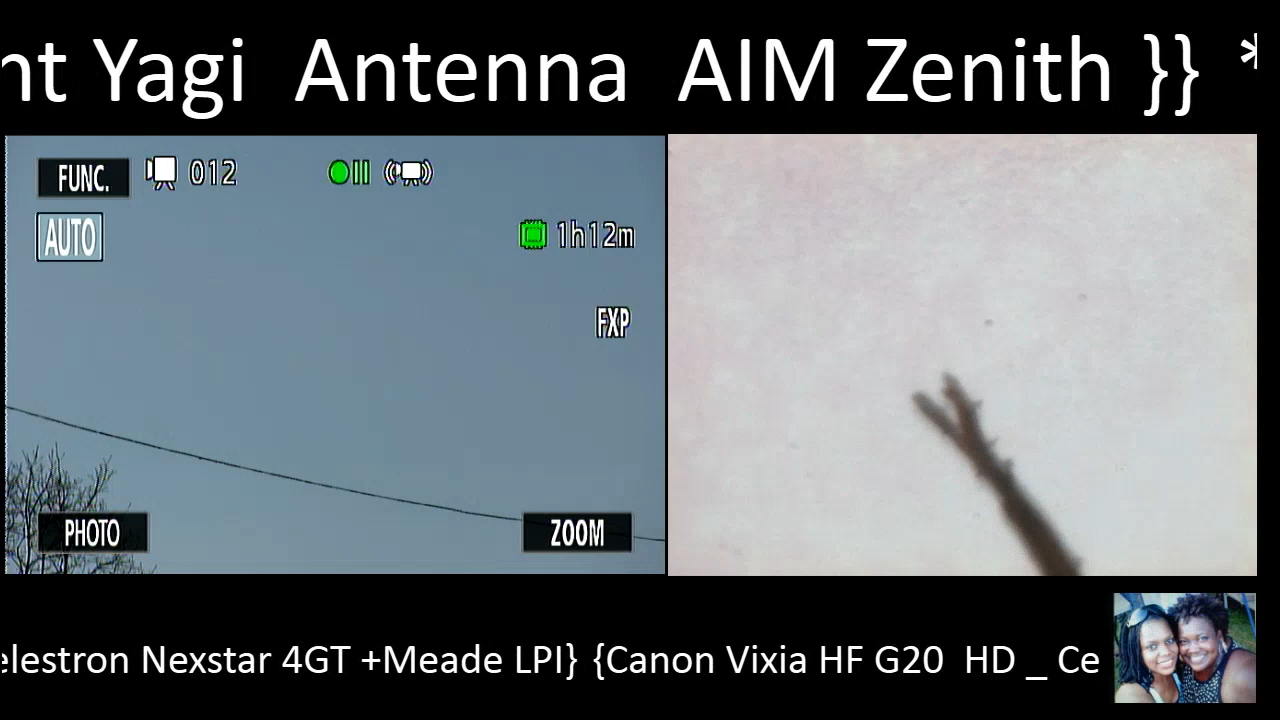 nt Yagi Antenna AIM Zenith }} *
FUNC. 012
AUTO
1h12m
FXP
PHOTO ZOOM
elestron Nexstar 4GT +Meade LPI} {Canon Vixia HF G20 HD _ Ce